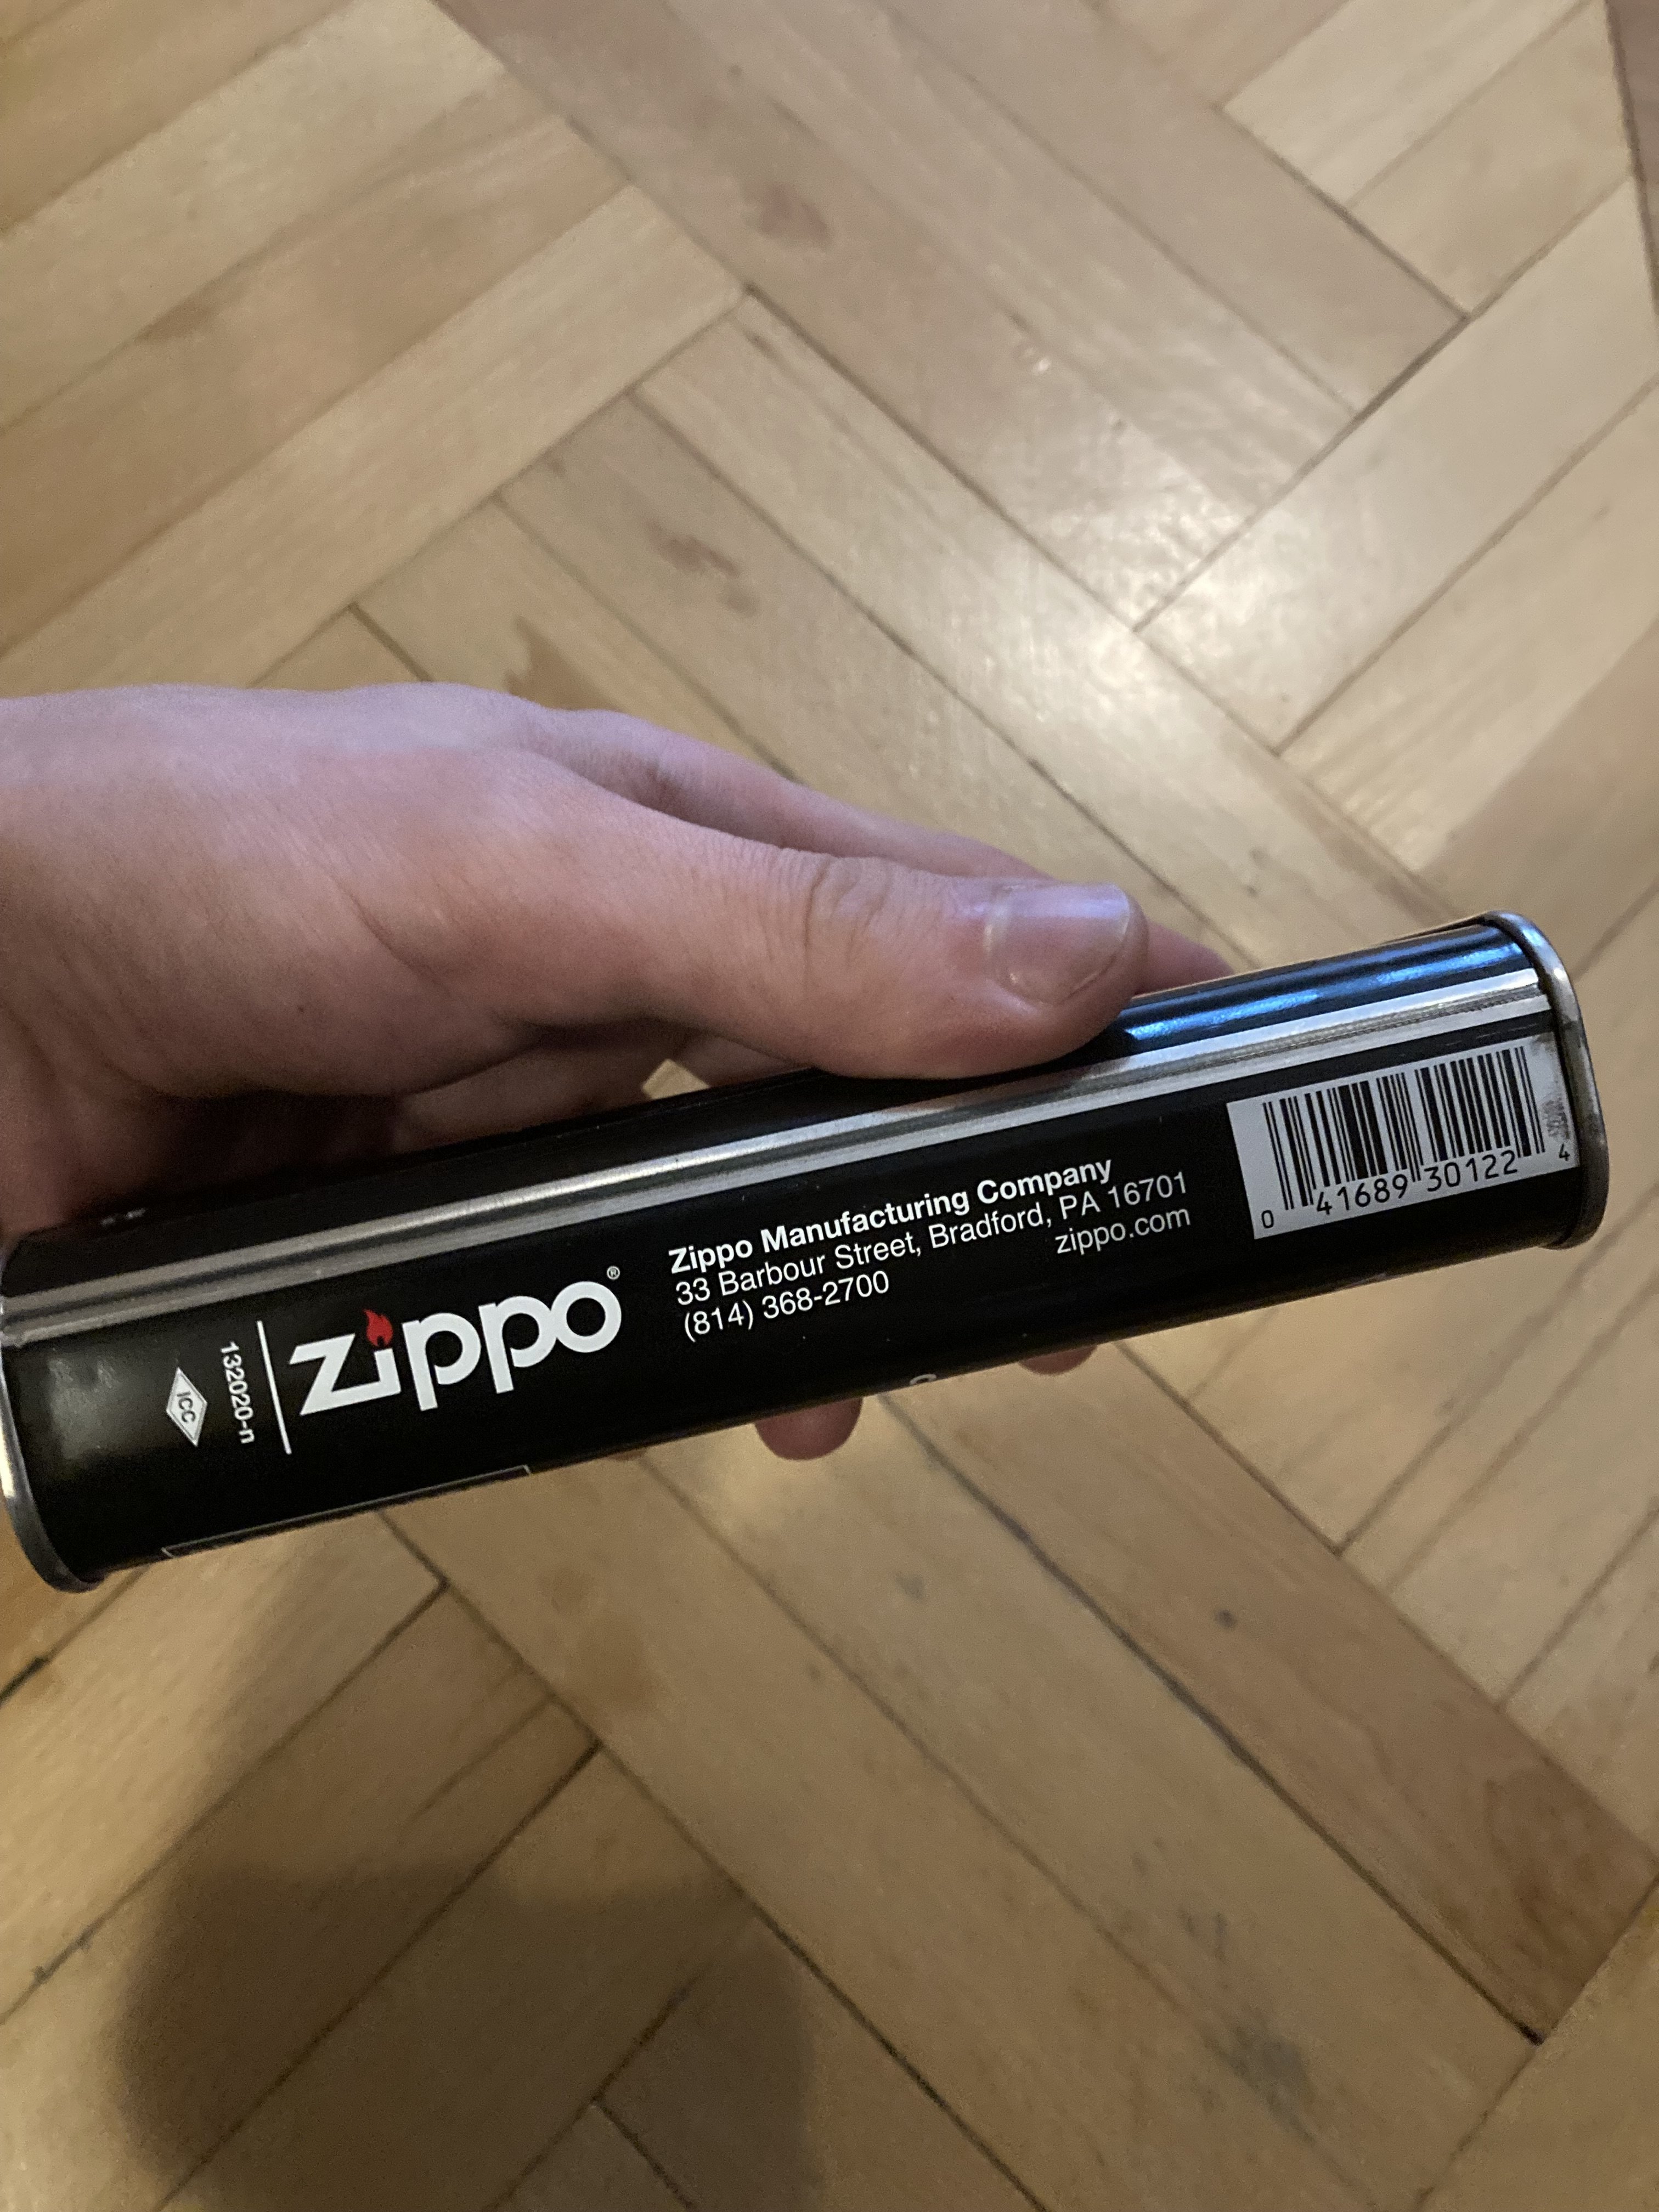 ICC
132020-n
zippo®
Zippo Manufacturing Company
33 Barbour Street, Bradford, PA 16701
(814) 368-2700
zippo.com
0 41689 30122 4